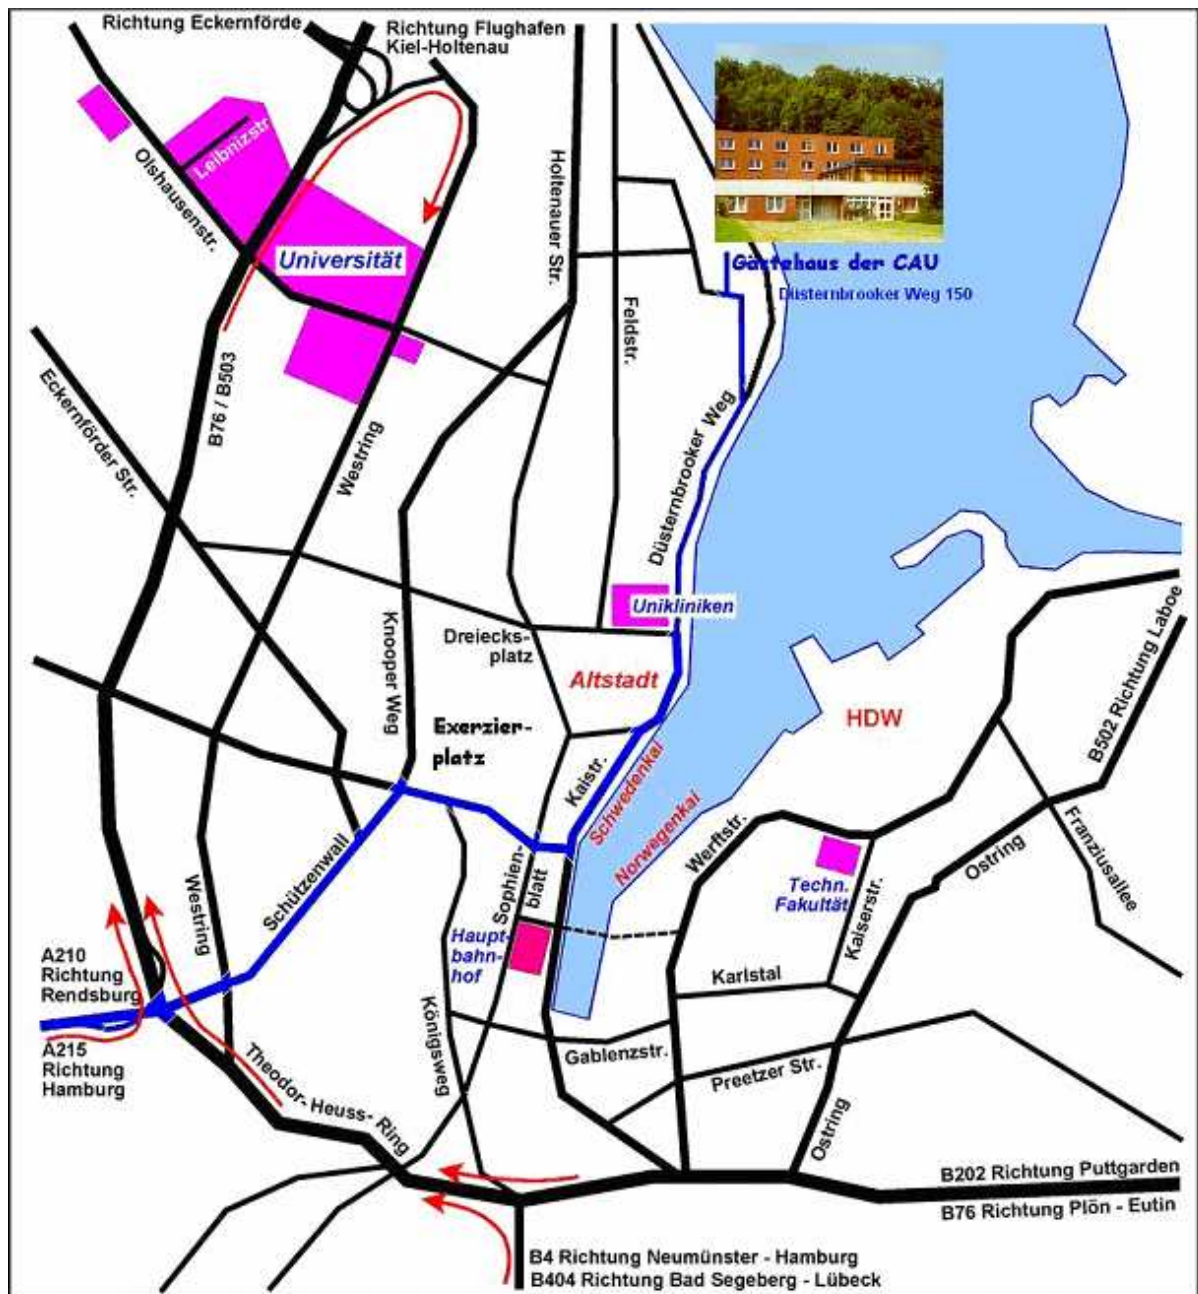 Richtung Eckernförde
Richtung Flughafen
Kiel-Holtenau
Leibnizstr
Olshausenstr.
Universität
Holtenauer Str.
Gästehaus der CAU
Düsternbrooker Weg 150
Feldstr.
B76 / B503
Eckernförder Str.
Westring
Düsternbrooker Weg
Unikliniken
Knooper Weg
Dreiecks-
platz
Altstadt
Exerzier-
platz
HDW
B502 Richtung Laboe
Kaistr.
Schwedenkai
Norwegenkai
Werftstr.
Ostring
Franziusallee
Techn.
Fakultät
Kaiserstr.
Schützenwall
Westring
Sophien-
blatt
Haupt-
bahn-
hof
Karlstal
A210
Richtung
Rendsburg
A215
Richtung
Hamburg
Königsweg
Gablenzstr.
Preetzer Str.
Theodor- Heuss- Ring
Ostring
B202 Richtung Puttgarden
B76 Richtung Plön - Eutin
B4 Richtung Neumünster - Hamburg
B404 Richtung Bad Segeberg - Lübeck